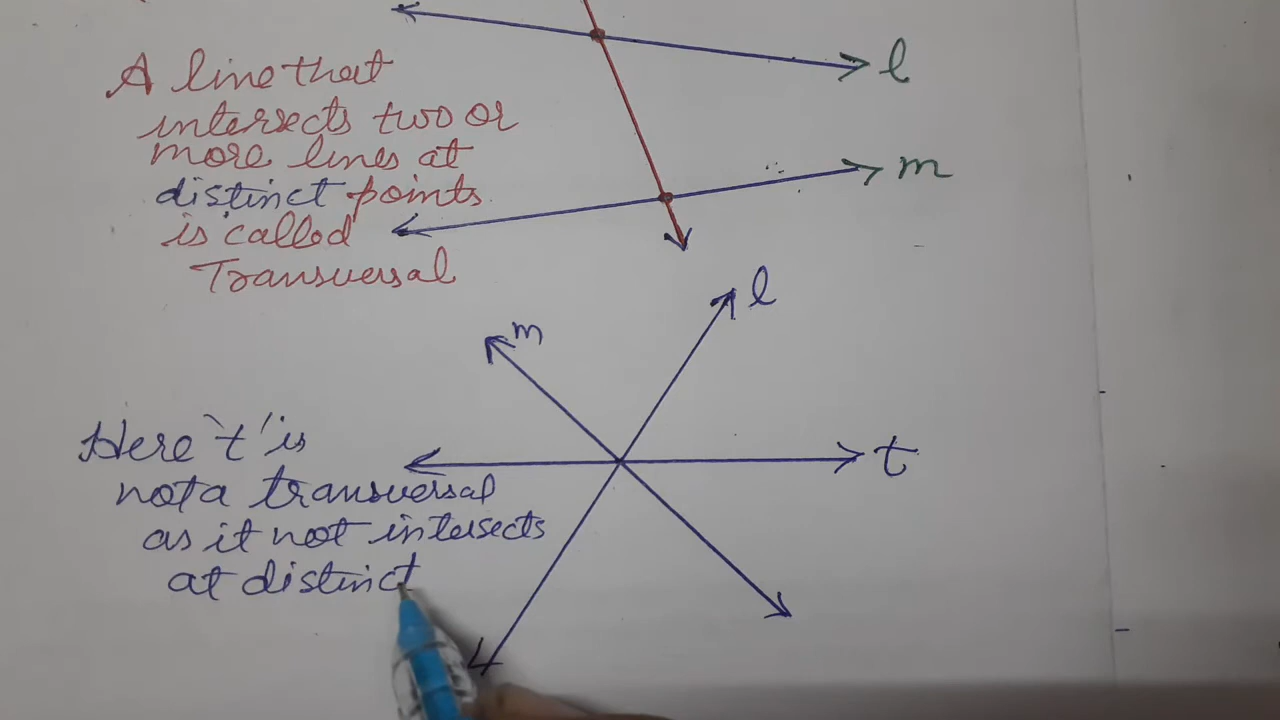 l
A line that
intersects two or
more lines at
distinct points
is called
Transversal
m
l
m
Here 't' is
t
not a transversal
as it not intersects
at distinct